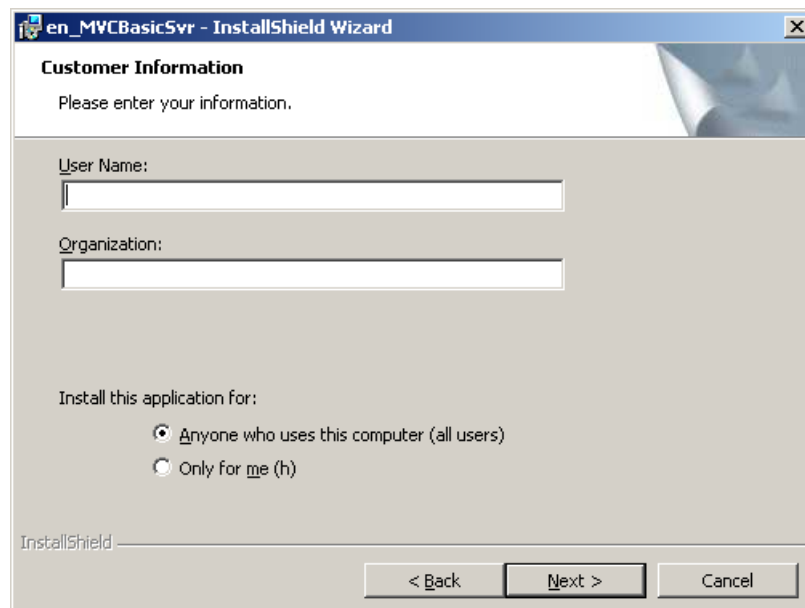 en_MVCBasicSvr - InstallShield Wizard
Customer Information
Please enter your information.
User Name:
Organization:
Install this application for:
Anyone who uses this computer (all users)
Only for me (h)
InstallShield
< Back Next > Cancel